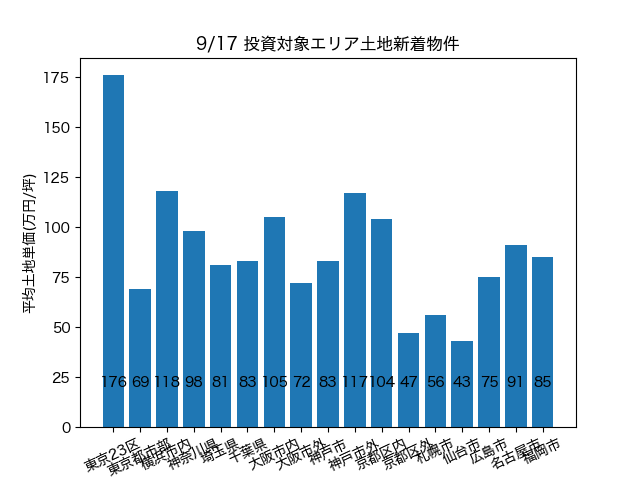 9/17 投資対象エリア土地新着物件
平均土地単価(万円/坪)
175
150
125
100
75
50
25
0
176 69 118 98 81 83 105 72 83 117 104 47 56 43 75 91 85
東京23区
東京都市部
横浜市内
神奈川県
埼玉県
千葉県
大阪市内
大阪市外
神戸市
神戸市外
京都区内
京都区外
札幌市
仙台市
広島市
名古屋市
福岡市